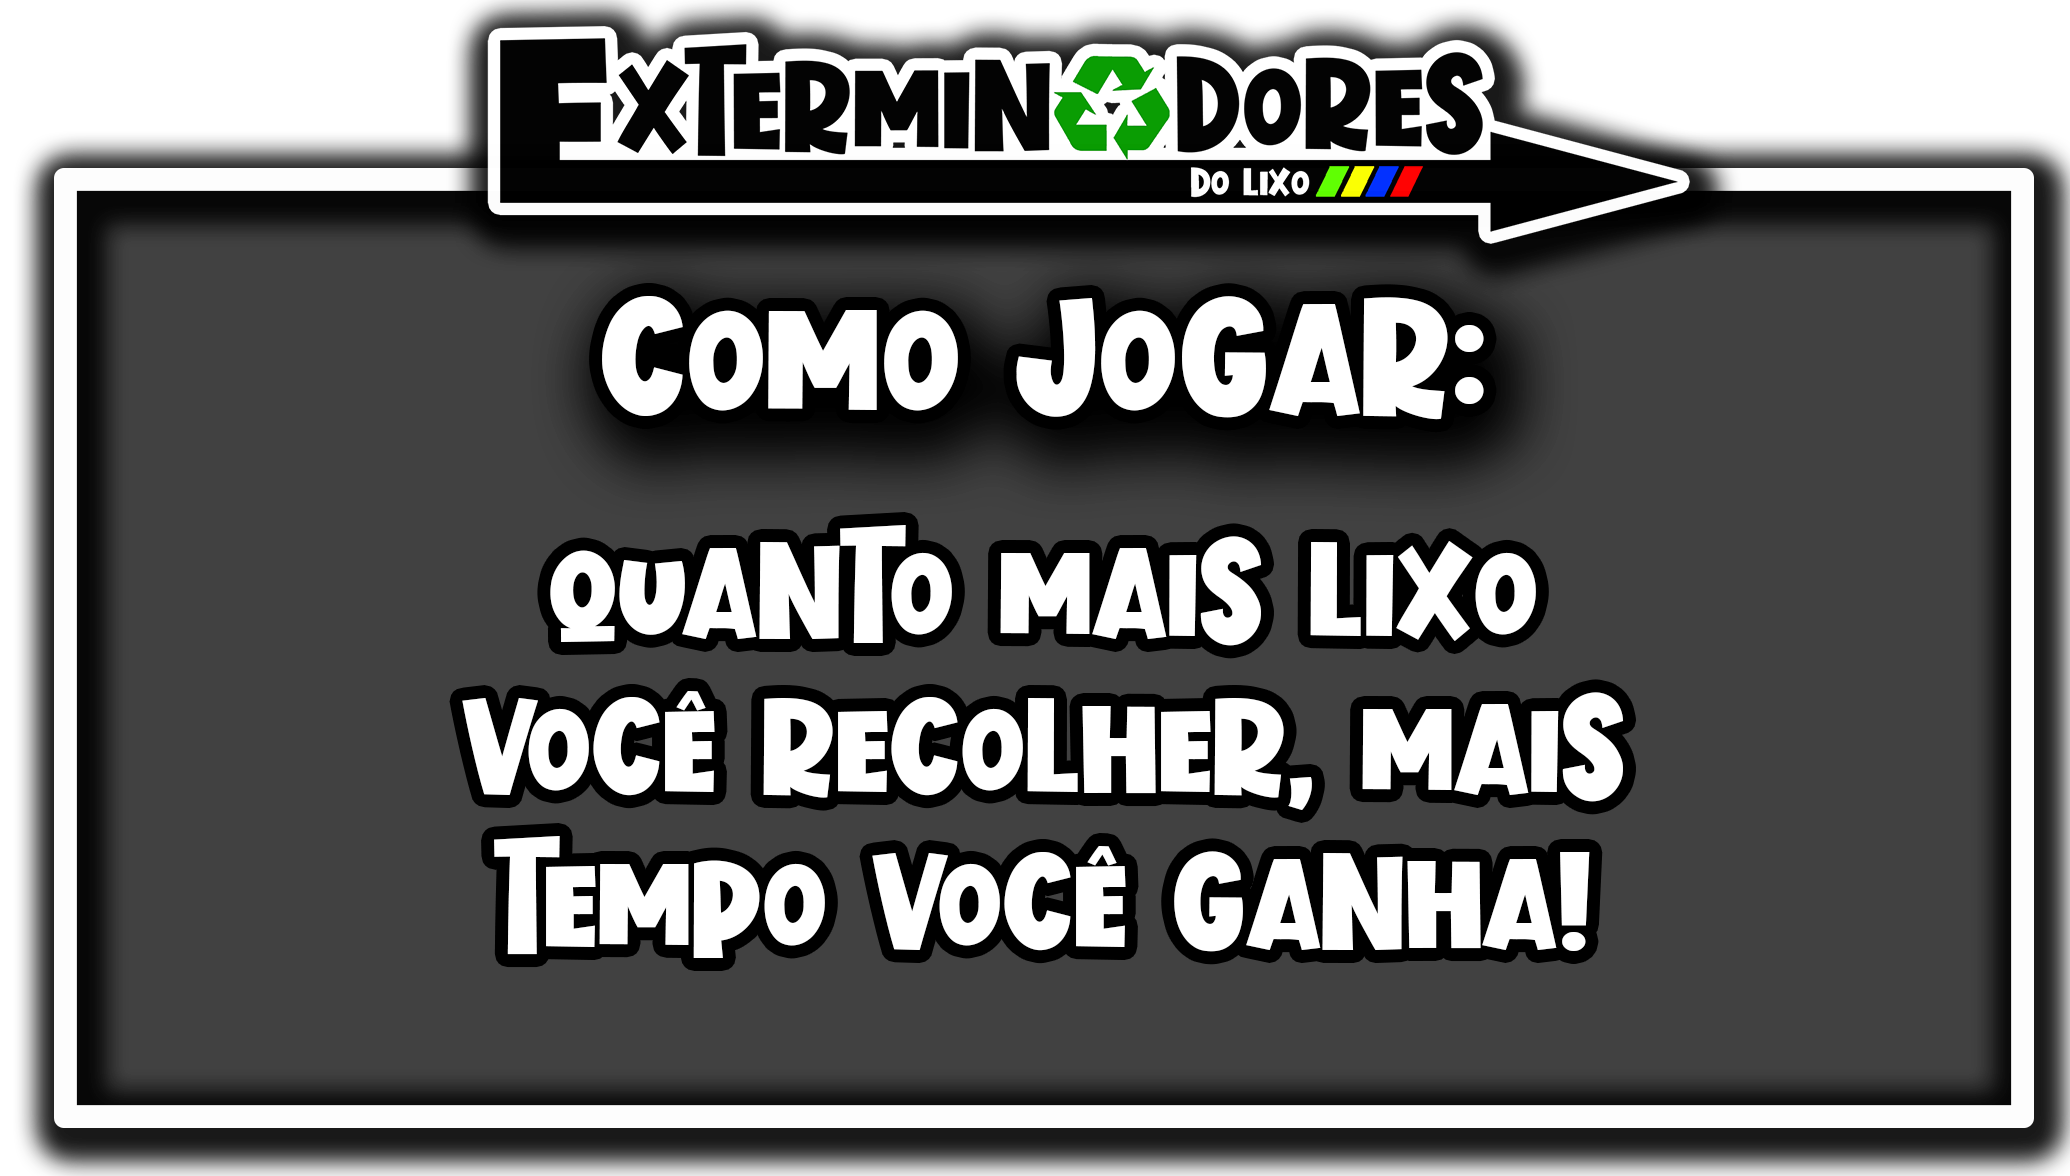 EXTERMINADORES
DO LIXO
COMO JOGAR:
QUANTO MAIS LIXO
VOCÊ RECOLHER, MAIS
TEMPO VOCÊ GANHA!